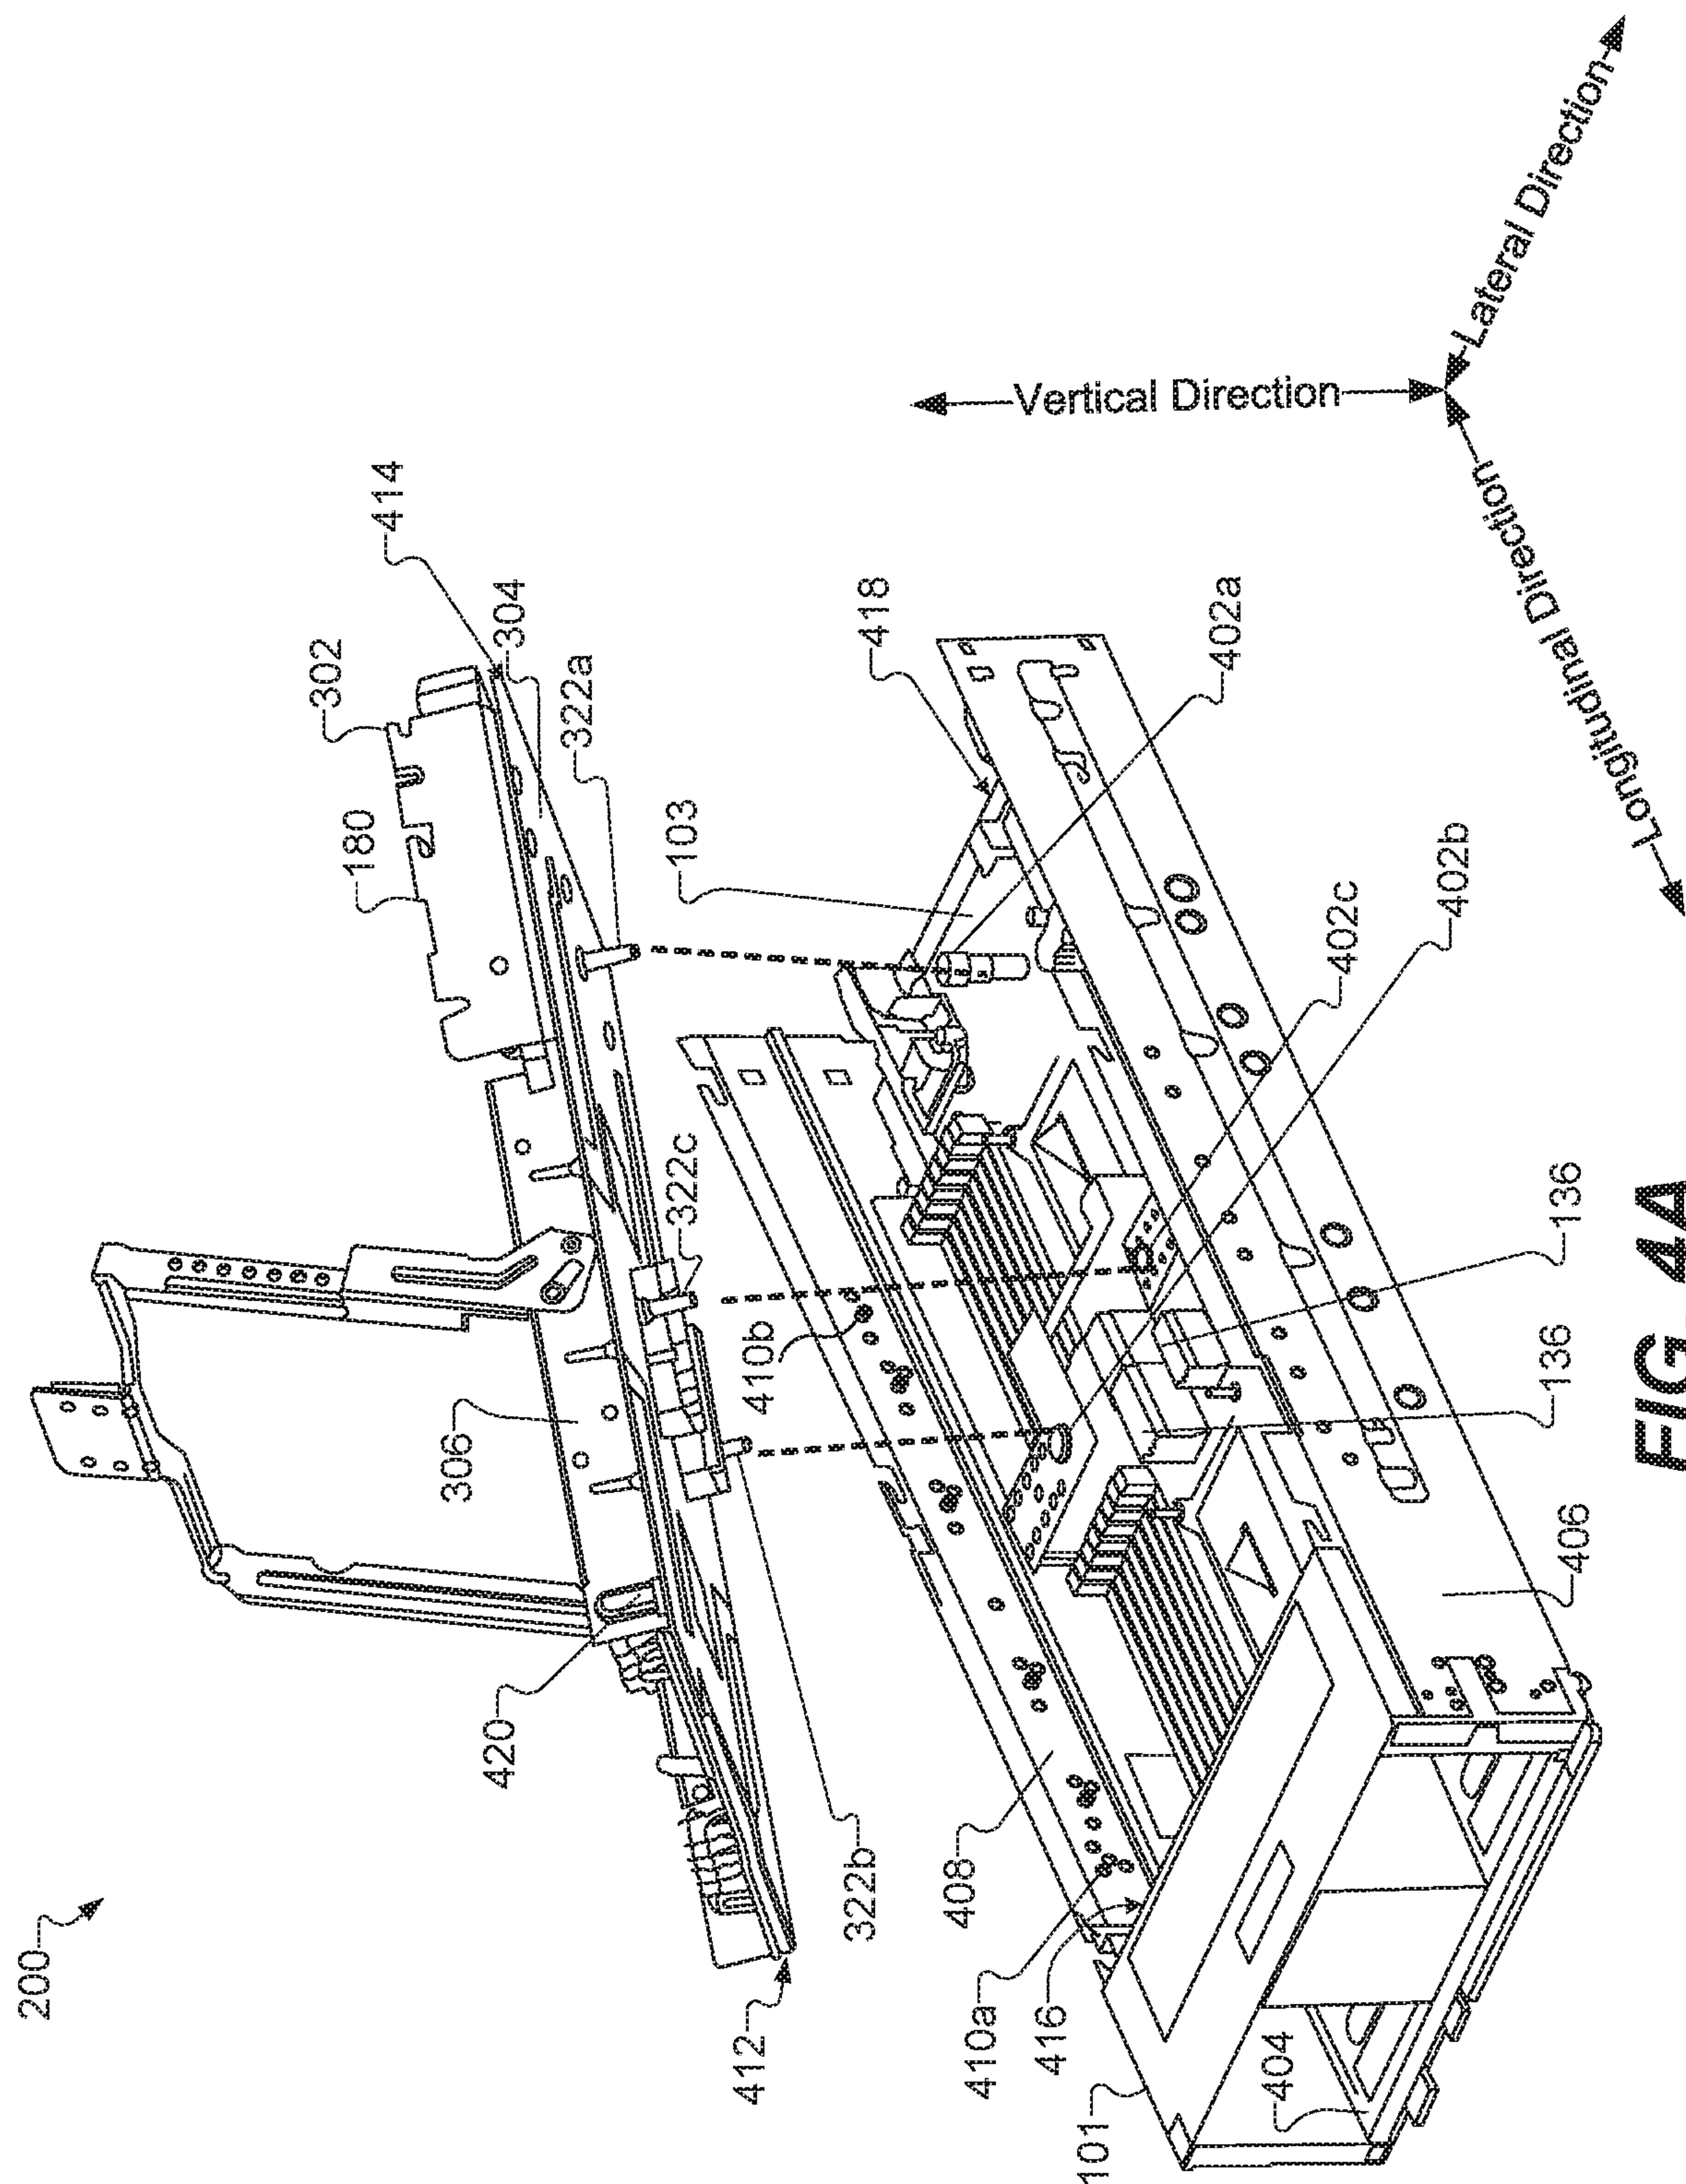 200
302
414
180
304
322a
418
103
402a
322c
306
410b
420
322b
412
408
410a
416
101
404
402c
402b
136
136
406
Vertical Direction
Lateral Direction
Longitudinal Direction
FIG. 4A